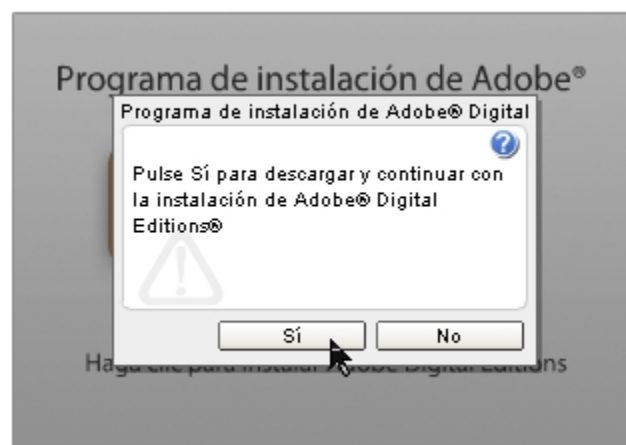 Programa de instalación de Adobe®
Programa de instalación de Adobe® Digital
Pulse Sí para descargar y continuar con
la instalación de Adobe® Digital
Editions®
Sí
No
Haga clic para instalar Adobe Digital Editions